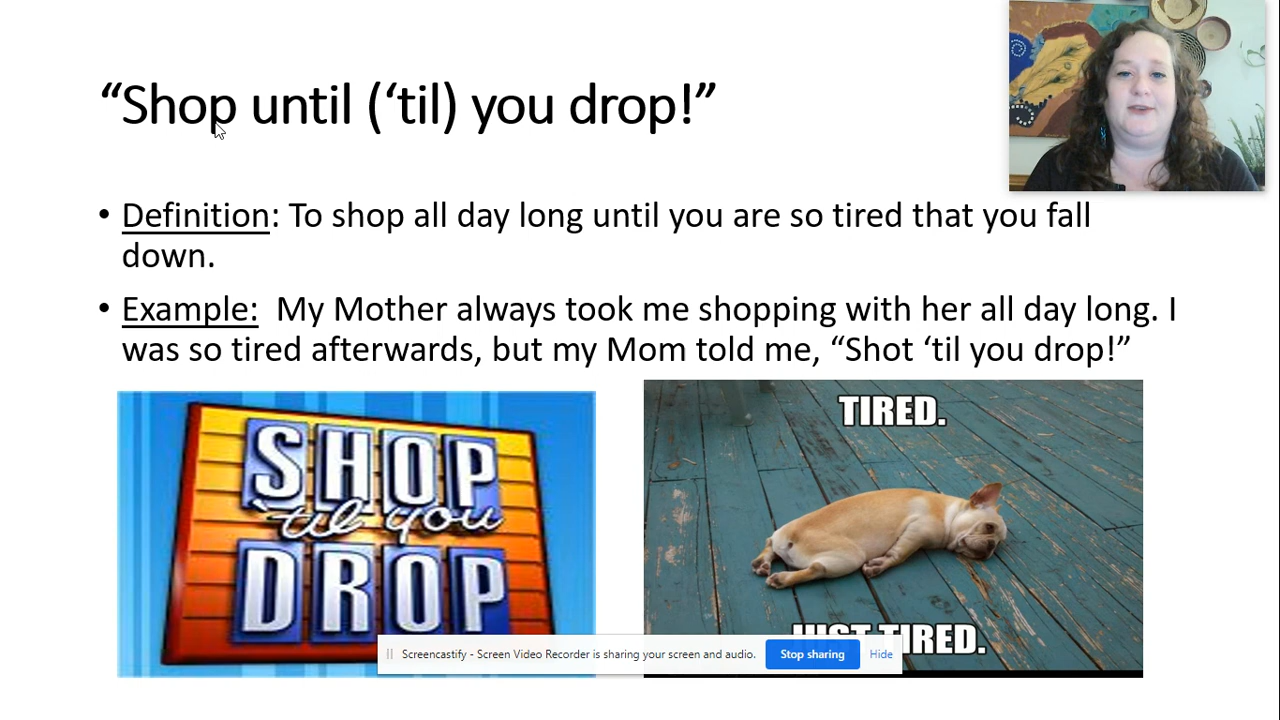 “Shop until (‘til) you drop!”
• Definition: To shop all day long until you are so tired that you fall
down.
• Example:  My Mother always took me shopping with her all day long. I
was so tired afterwards, but my Mom told me, “Shot ‘til you drop!”
SHOP
'til you
DROP
TIRED.
JUST TIRED.
Screencastify - Screen Video Recorder is sharing your screen and audio. Stop sharing Hide